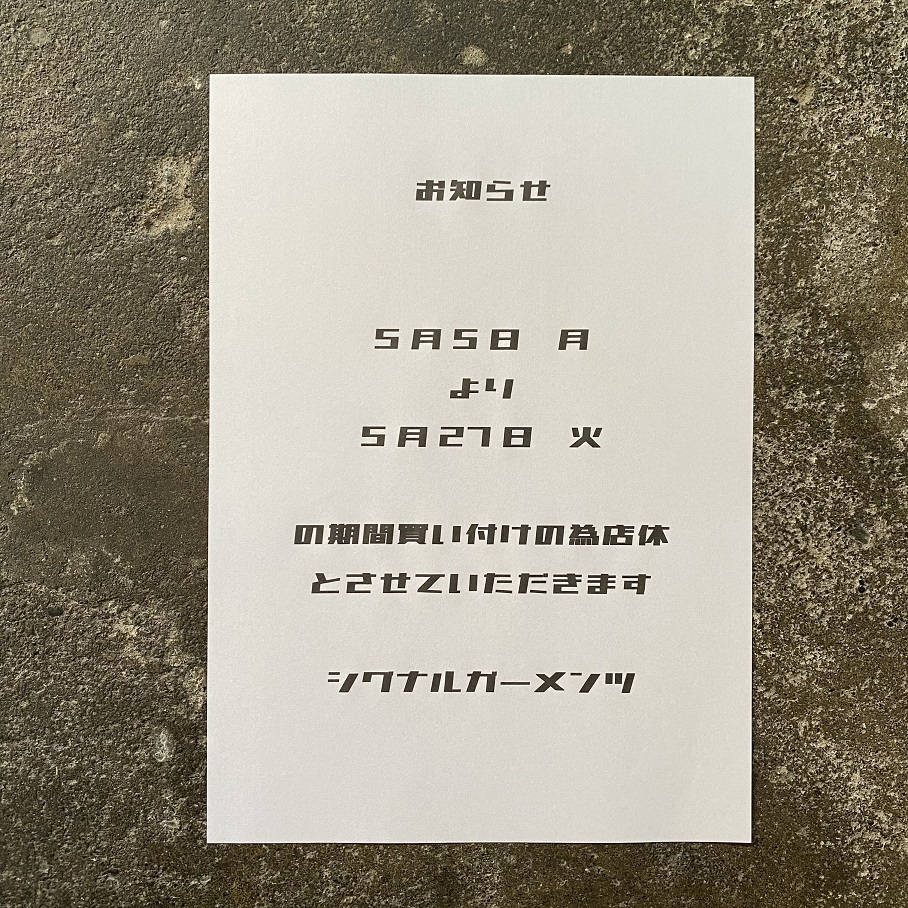 お知らせ
5月5日 月
より
5月27日 火
の期間買い付けの為店休
とさせていただきます
シグナルガーメンツ